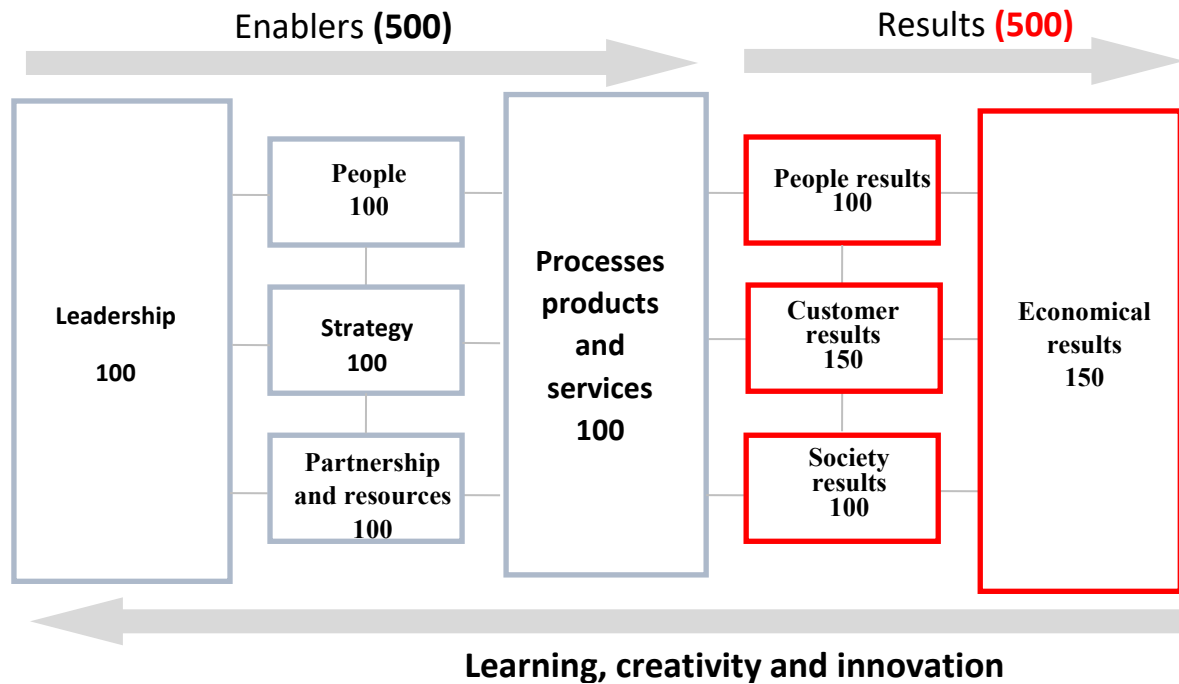 Enablers (500)
Results (500)
Leadership
100
People
100
Strategy
100
Partnership
and resources
100
Processes
products
and
services
100
People results
100
Customer
results
150
Society
results
100
Economical
results
150
Learning, creativity and innovation